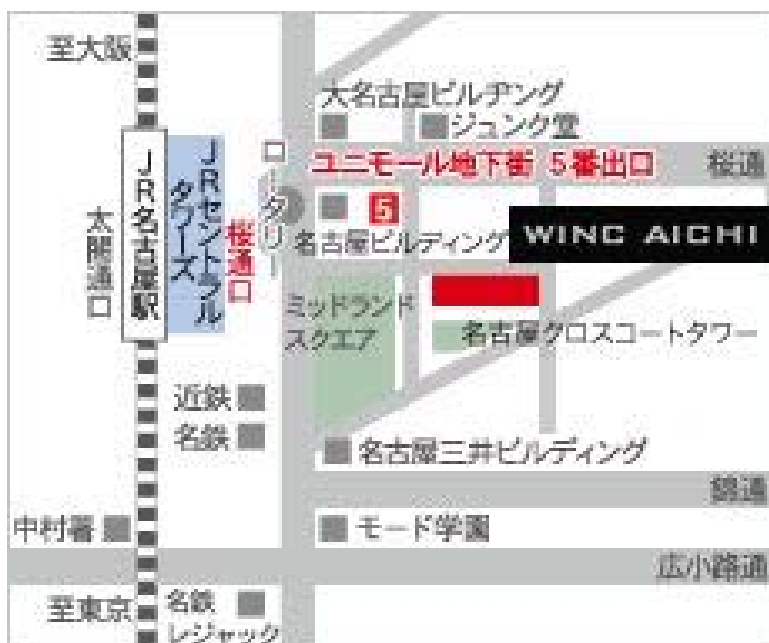 至大阪
大名古屋ビルヂング
ジュンク堂
ユニモール地下街 5番出口
桜通
JR名古屋駅
JRセントラル
タワーズ
桜通口
ロータリー
太閤通口
5
名古屋ビルディング
WINC AICHI
ミッドランド
スクエア
名古屋クロスコートタワー
近鉄
名鉄
名古屋三井ビルディング
錦通
中村署
モード学園
広小路通
至東京
名鉄
レジャック